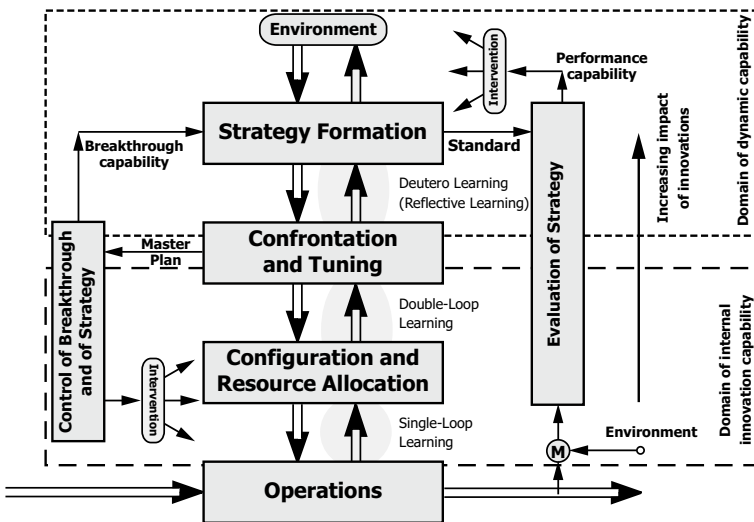 Environment
Intervention
Performance
capability
Strategy Formation
Breakthrough
capability
Standard
Deutero Learning
(Reflective Learning)
Increasing impact
of innovations
Domain of dynamic capability
Master
Plan
Confrontation
and Tuning
Evaluation of Strategy
Control of Breakthrough
and of Strategy
Double-Loop
Learning
Configuration and
Resource Allocation
Intervention
Domain of internal
innovation capability
Single-Loop
Learning
Environment
M
Operations